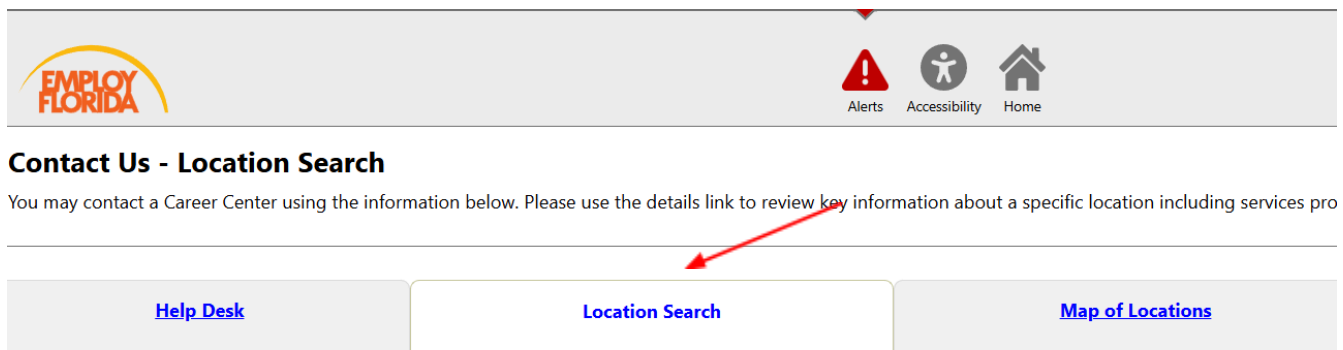 EMPLOY
FLORIDA
Alerts Accessibility Home
Contact Us - Location Search
You may contact a Career Center using the information below. Please use the details link to review key information about a specific location including services pro
Help Desk Location Search Map of Locations